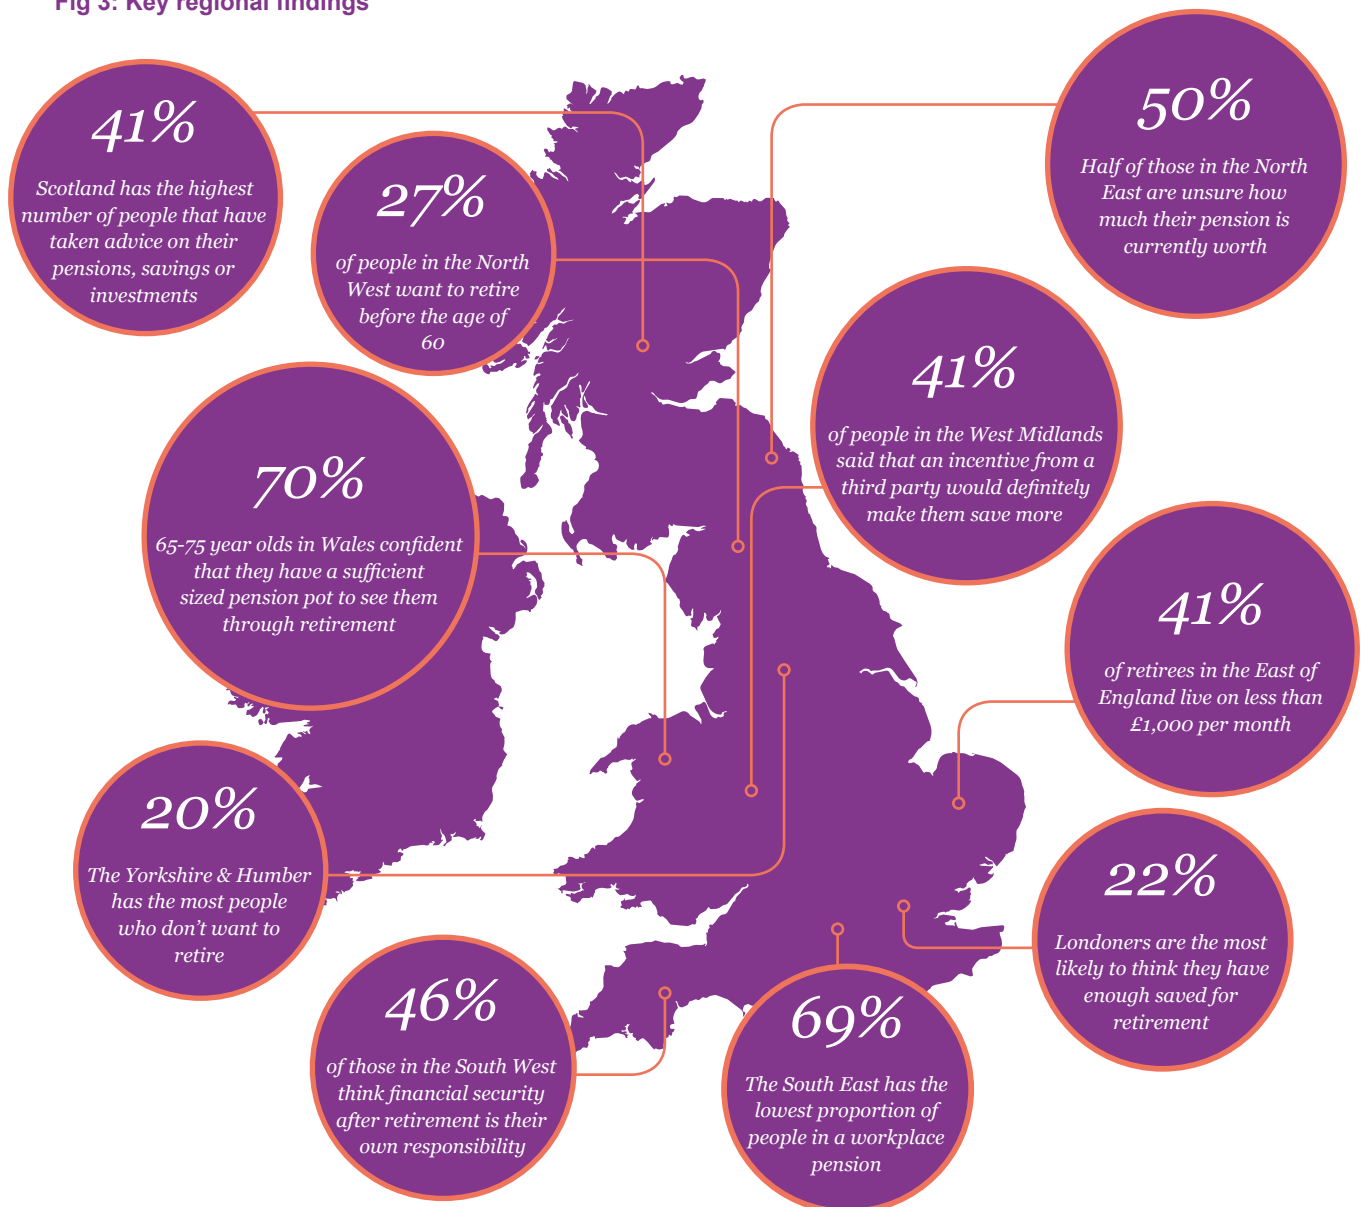 Fig 3: Key regional findings
41%
Scotland has the highest
number of people that have
taken advice on their
pensions, savings or
investments
27%
of people in the North
West want to retire
before the age of
60
50%
Half of those in the North
East are unsure how
much their pension is
currently worth
41%
of people in the West Midlands
said that an incentive from a
third party would definitely
make them save more
70%
65-75 year olds in Wales confident
that they have a sufficient
sized pension pot to see them
through retirement
41%
of retirees in the East of
England live on less than
£1,000 per month
20%
The Yorkshire & Humber
has the most people
who don't want to
retire
22%
Londoners are the most
likely to think they have
enough saved for
retirement
46%
of those in the South West
think financial security
after retirement is their
own responsibility
69%
The South East has the
lowest proportion of
people in a workplace
pension